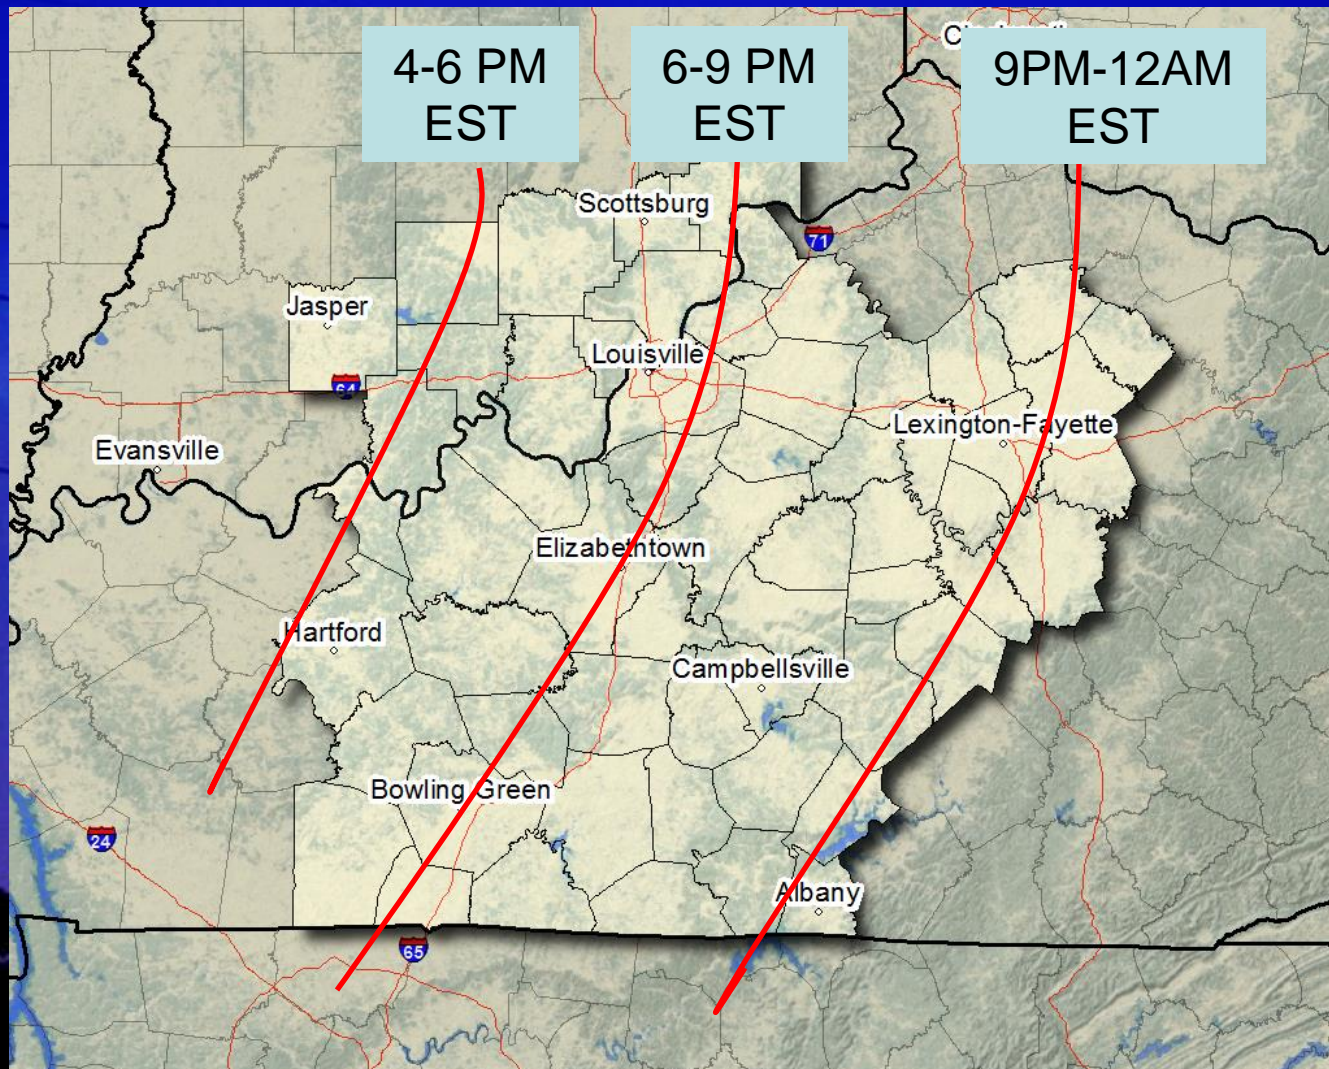 4-6 PM
EST
6-9 PM
EST
9PM-12AM
EST
Scottsburg
71
Jasper
Louisville
64
Lexington-Fayette
Evansville
Elizabethtown
Hartford
Campbellsville
Bowling Green
24
Albany
65